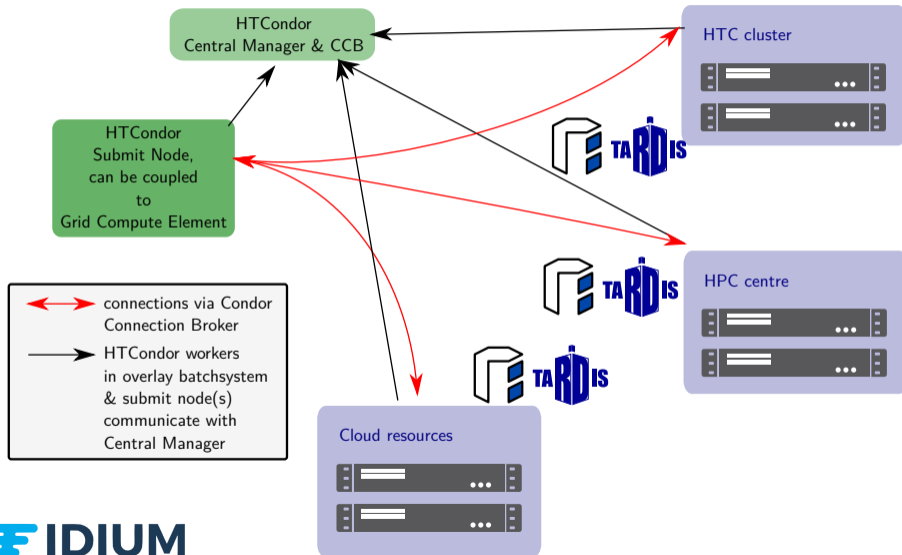 HTCondor
Central Manager & CCB
HTC cluster
HTCondor
Submit Node,
can be coupled
to
Grid Compute Element
TARDIS
connections via Condor
Connection Broker
HTCondor workers
in overlay batchsystem
& submit node(s)
communicate with
Central Manager
TARDIS
HPC centre
TARDIS
Cloud resources
IDIUM